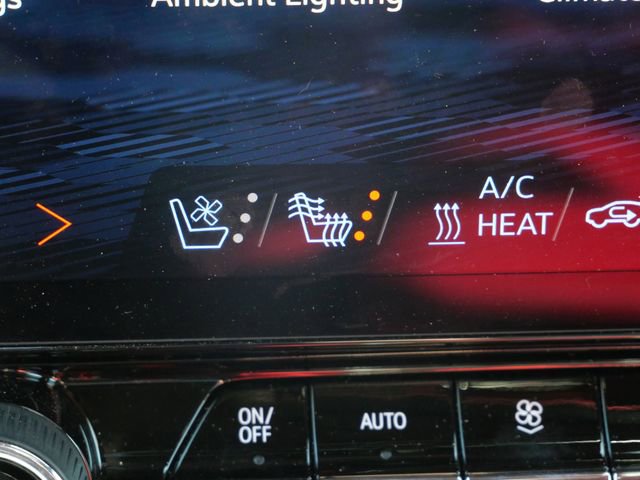 Ambient Lighting
A/C
HEAT
ON/
OFF
AUTO